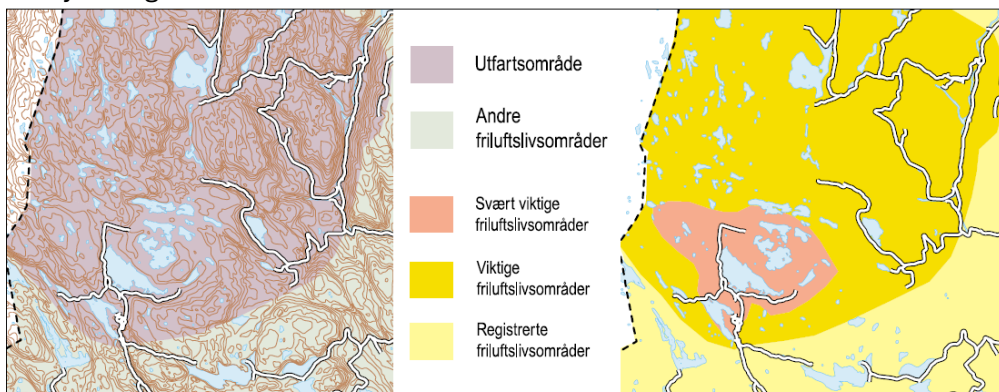 Utfartsområde
Andre
friluftslivsområder
Svært viktige
friluftslivsområder
Viktige
friluftslivsområder
Registrerte
friluftslivsområder